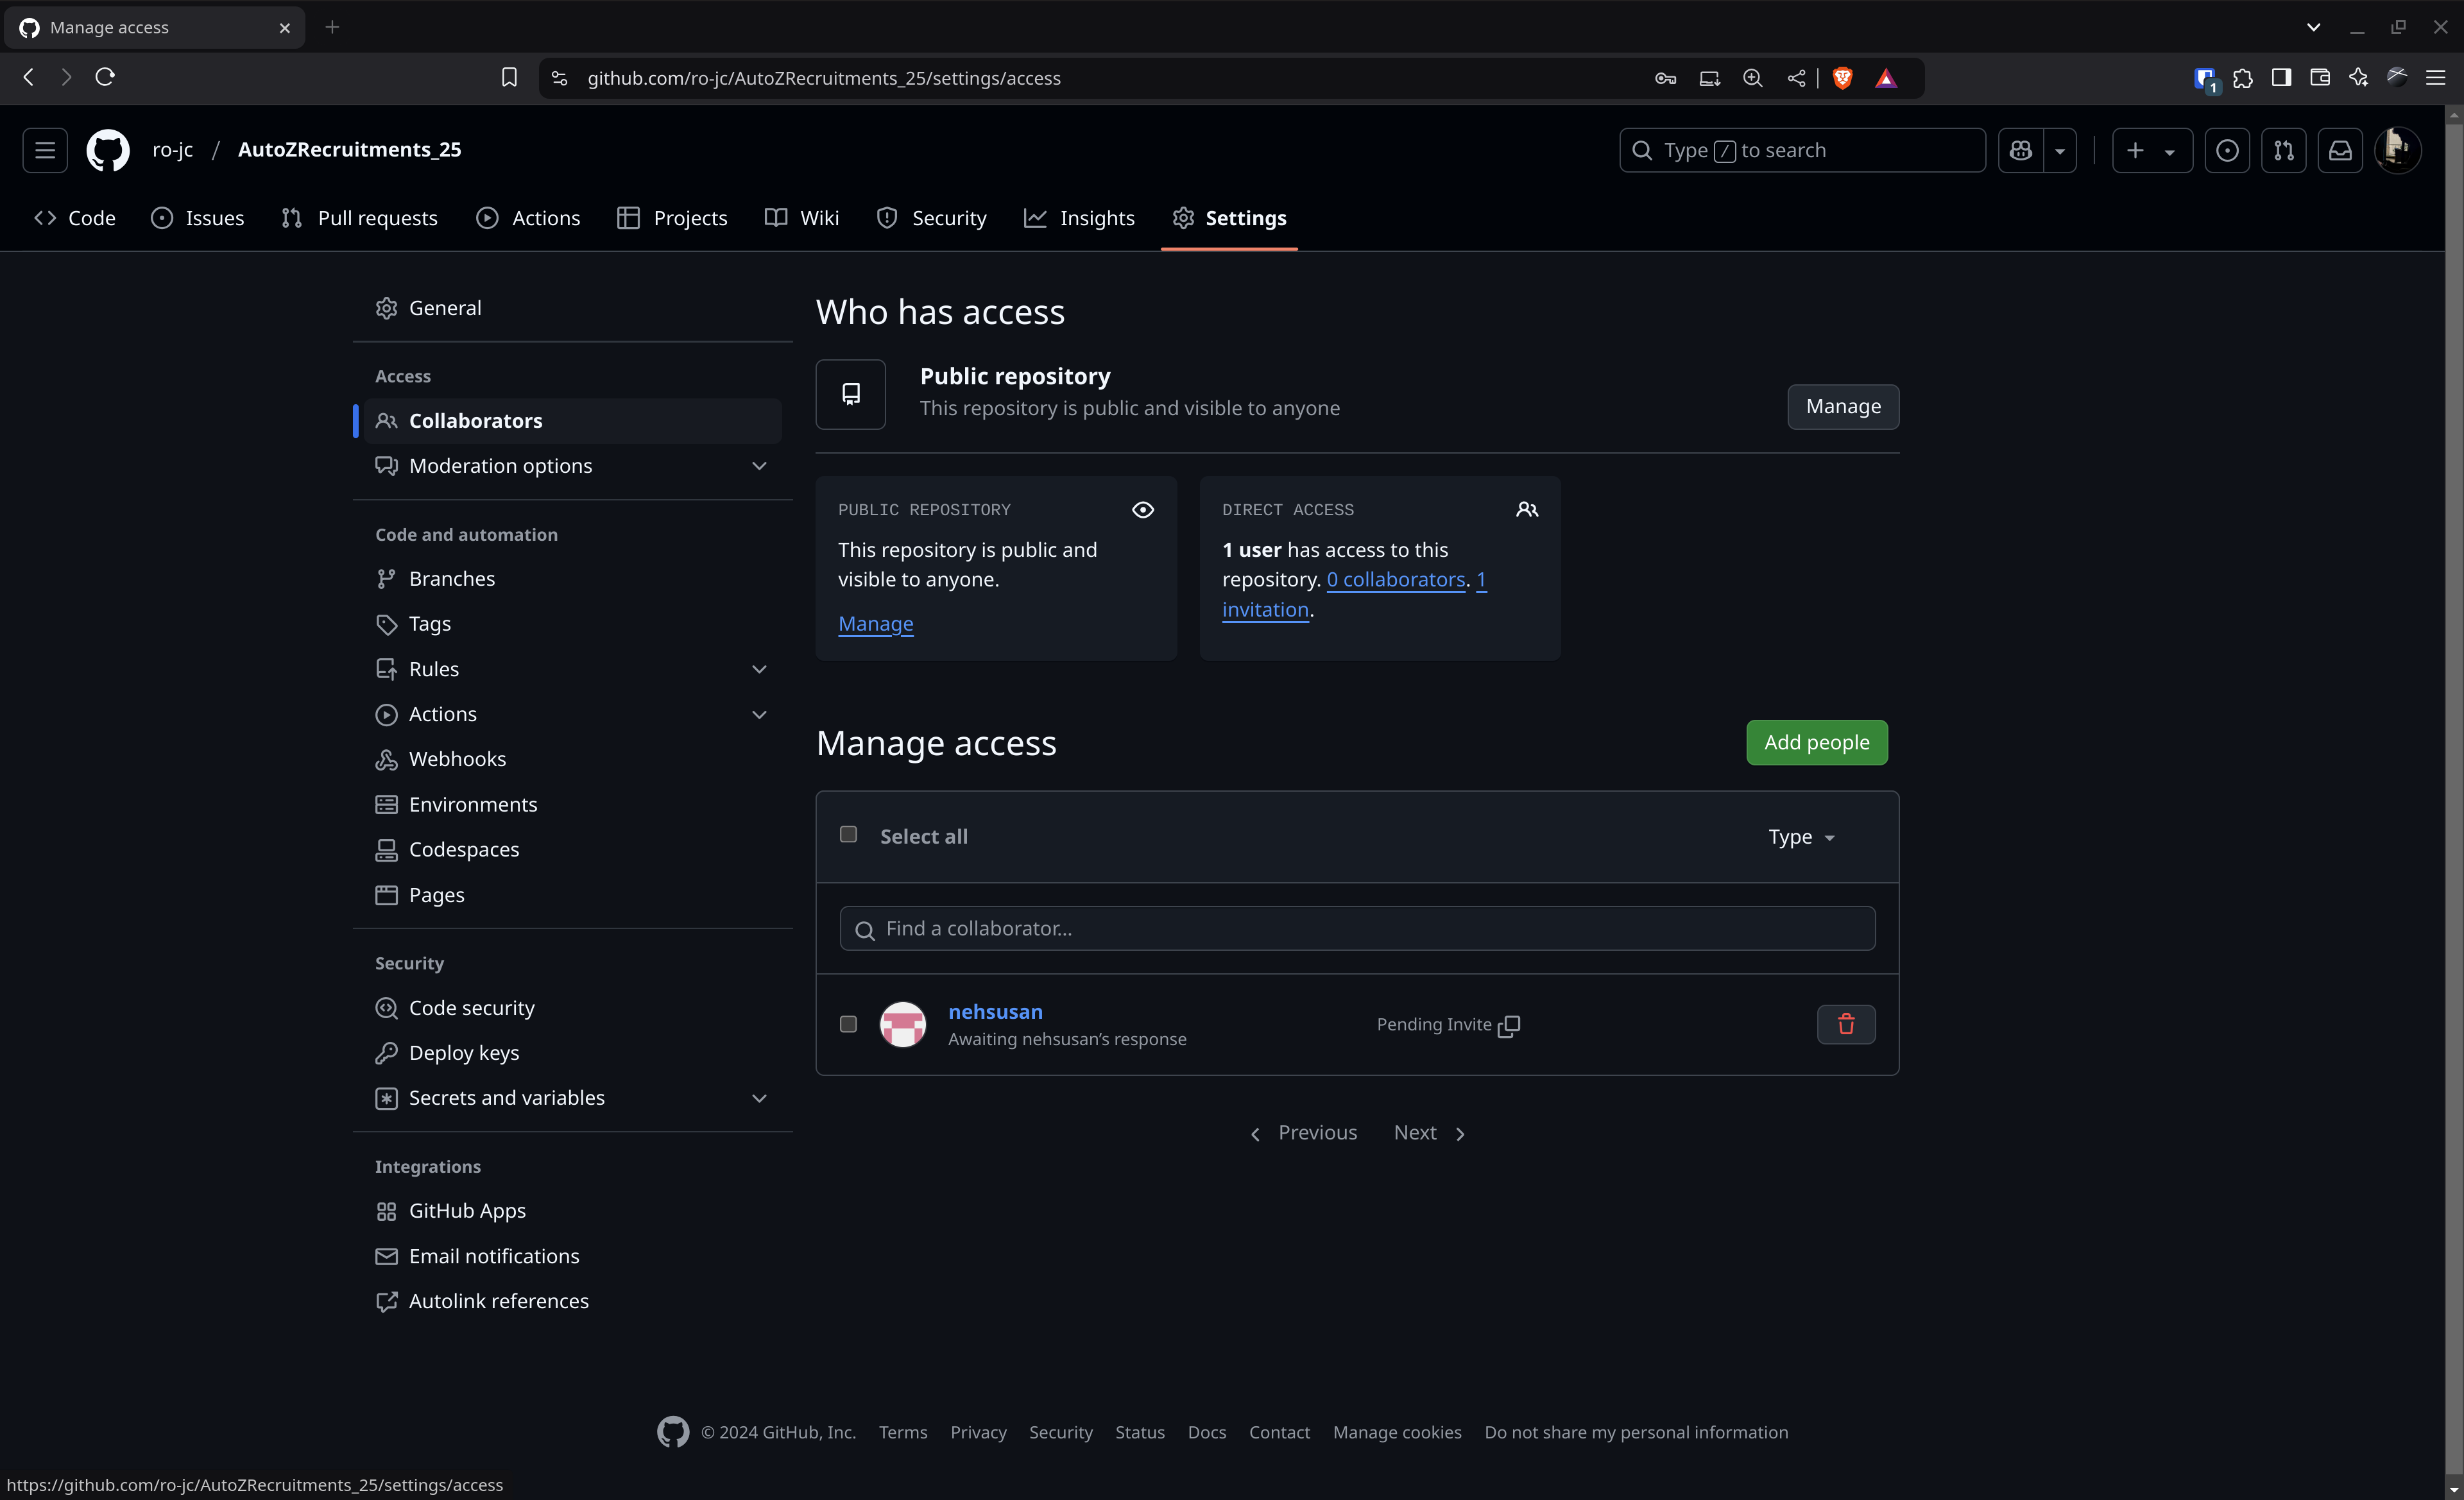 Manage access
github.com/ro-jc/AutoZRecruitments_25/settings/access
1
ro-jc / AutoZRecruitments_25
Type / to search
Code
Issues
Pull requests
Actions
Projects
Wiki
Security
Insights
Settings
General
Access
Collaborators
Moderation options
Code and automation
Branches
Tags
Rules
Actions
Webhooks
Environments
Codespaces
Pages
Security
Code security
Deploy keys
Secrets and variables
Integrations
GitHub Apps
Email notifications
Autolink references
Who has access
Public repository
This repository is public and visible to anyone
Manage
PUBLIC REPOSITORY
This repository is public and
visible to anyone.
Manage
DIRECT ACCESS
1 user has access to this
repository. 0 collaborators. 1
invitation.
Manage access
Add people
Select all
Type
Find a collaborator...
nehsusan
Awaiting nehsusan’s response
Pending Invite
Previous
Next
© 2024 GitHub, Inc.
Terms
Privacy
Security
Status
Docs
Contact
Manage cookies
Do not share my personal information
https://github.com/ro-jc/AutoZRecruitments_25/settings/access